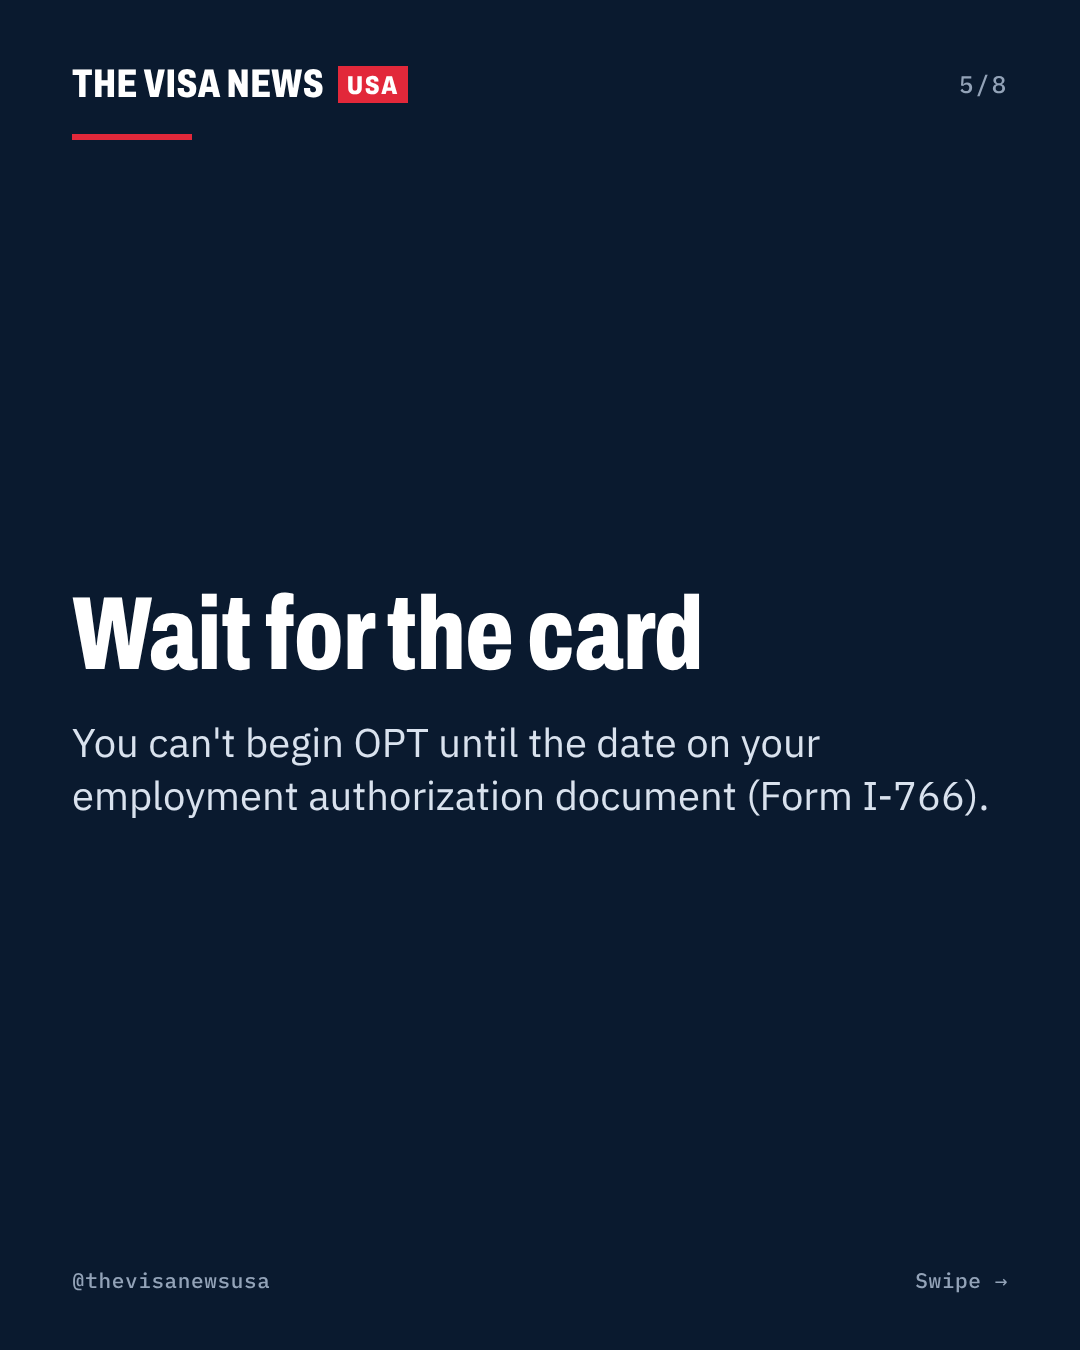 THE VISA NEWS USA
5/8
Wait for the card
You can't begin OPT until the date on your
employment authorization document (Form I-766).
@thevisanewsusa
Swipe →